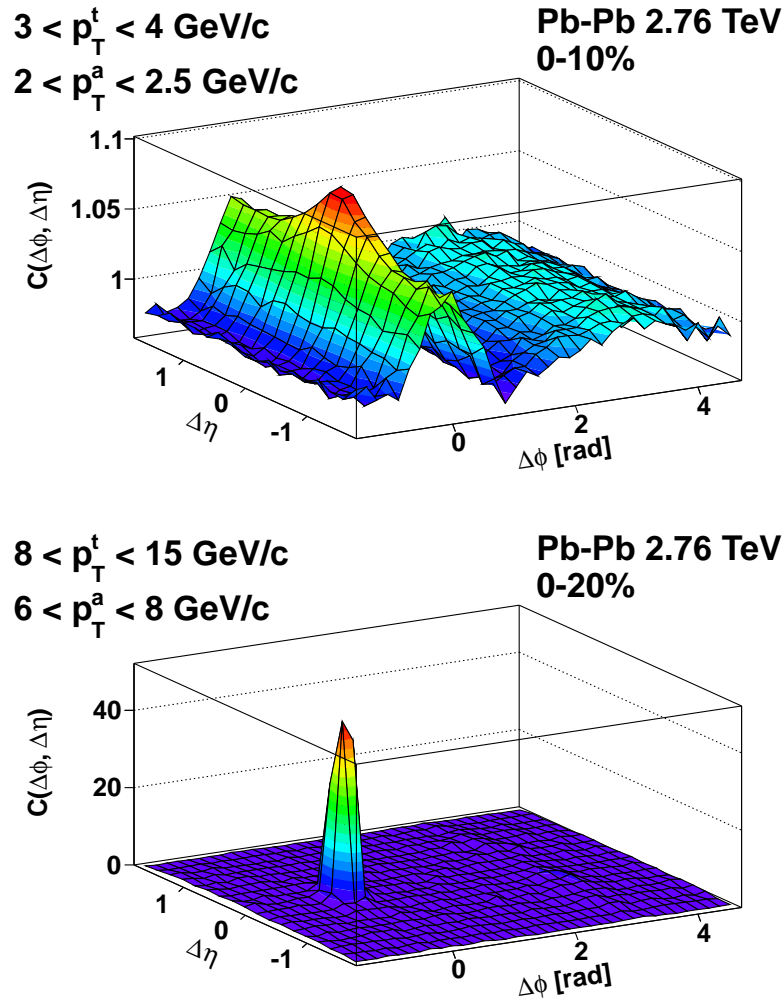 3 < p_T^t < 4 GeV/c
Pb-Pb 2.76 TeV
2 < p_T^a < 2.5 GeV/c
0-10%
1.1
1.05
1
C(Δϕ, Δη)
1
0
-1
Δη
0
2
4
Δϕ [rad]
8 < p_T^t < 15 GeV/c
Pb-Pb 2.76 TeV
6 < p_T^a < 8 GeV/c
0-20%
40
20
0
C(Δϕ, Δη)
1
0
-1
Δη
0
2
4
Δϕ [rad]